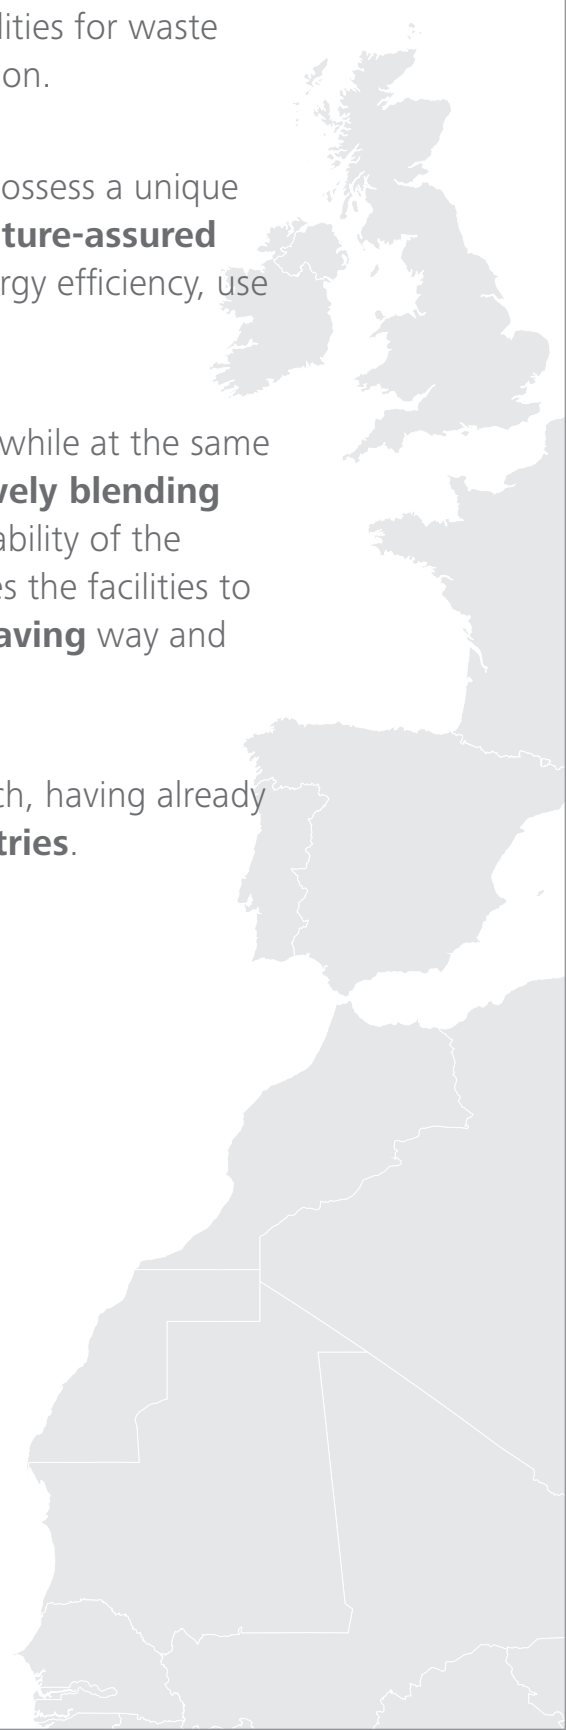 lities for waste
on.
ossess a unique
ture-assured
rgy efficiency, use
while at the same
vely blending
ability of the
es the facilities to
aving way and
ch, having already
tries.